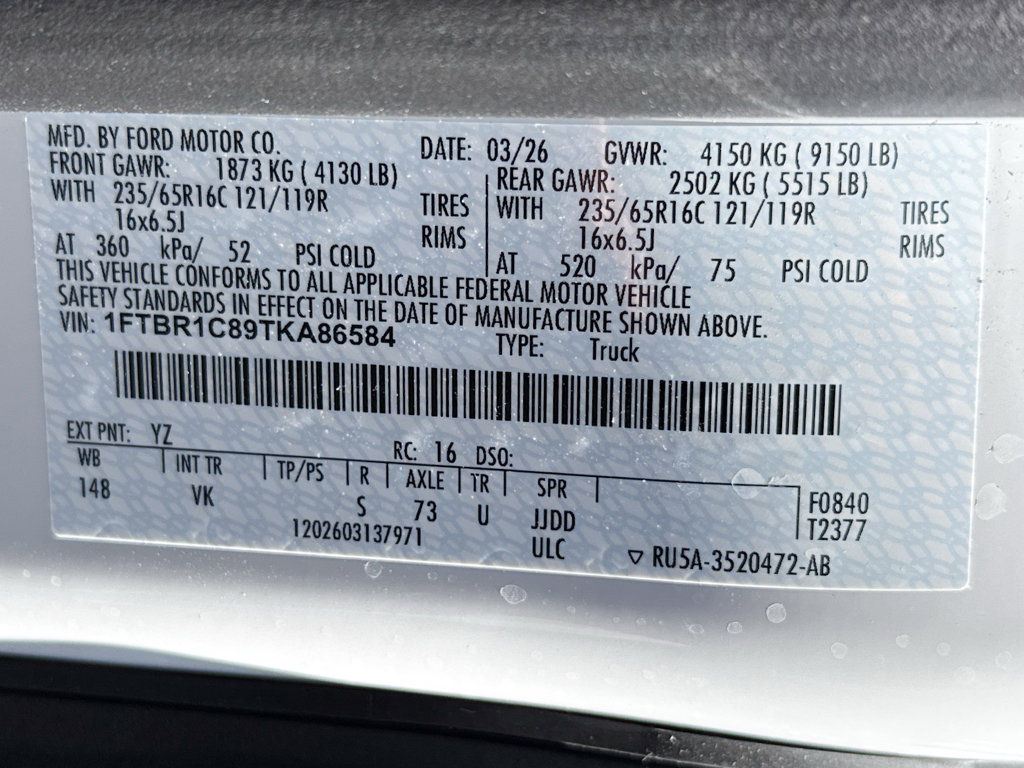 MFD. BY FORD MOTOR CO. DATE: 03/26 GVWR: 4150 KG ( 9150 LB)
FRONT GAWR: 1873 KG ( 4130 LB) REAR GAWR: 2502 KG ( 5515 LB)
WITH 235/65R16C 121/119R TIRES WITH 235/65R16C 121/119R TIRES
16x6.5J RIMS 16x6.5J RIMS
AT 360 kPa/ 52 PSI COLD AT 520 kPa/ 75 PSI COLD
THIS VEHICLE CONFORMS TO ALL APPLICABLE FEDERAL MOTOR VEHICLE
SAFETY STANDARDS IN EFFECT ON THE DATE OF MANUFACTURE SHOWN ABOVE.
VIN: 1FTBR1C89TKA86584 TYPE: Truck
EXT PNT: YZ RC: 16 DSO:
WB INT TR TP/PS R AXLE TR SPR F0840
148 VK S 73 U JJDD T2377
1202603137971 ULC ▽ RU5A-3520472-AB